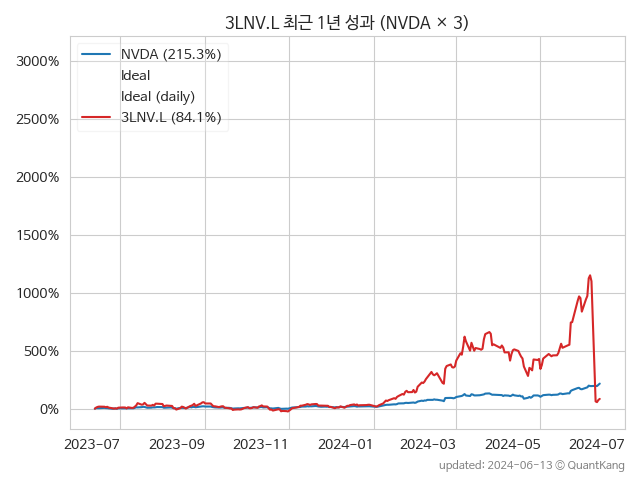 3LNV.L 최근 1년 성과 (NVDA × 3)
NVDA (215.3%)
Ideal
Ideal (daily)
3LNV.L (84.1%)
3000%
2500%
2000%
1500%
1000%
500%
0%
2023-07 2023-09 2023-11 2024-01 2024-03 2024-05 2024-07
updated: 2024-06-13 © QuantKang